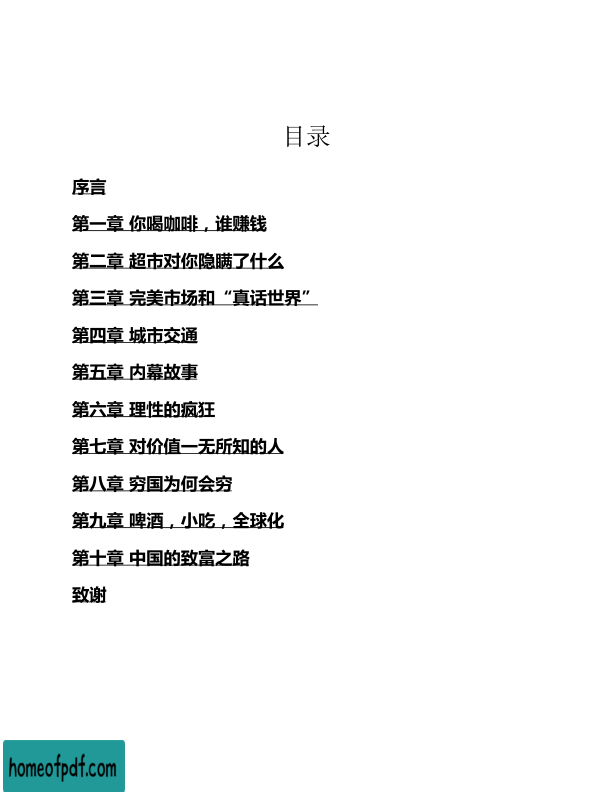 目录
序言
第一章 你喝咖啡，谁赚钱
第二章 超市对你隐瞒了什么
第三章 完美市场和“真话世界”
第四章 城市交通
第五章 内幕故事
第六章 理性的疯狂
第七章 对价值一无所知的人
第八章 穷国为何会穷
第九章 啤酒，小吃，全球化
第十章 中国的致富之路
致谢
homeofpdf.com